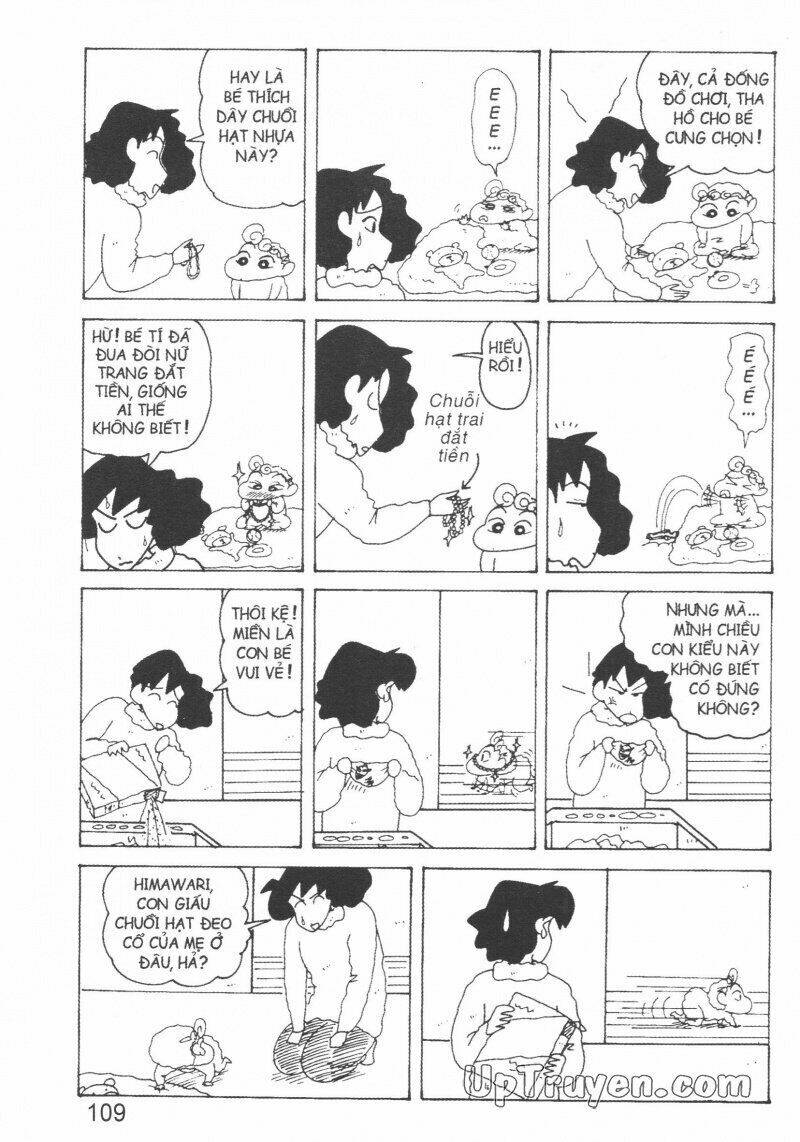 ĐÂY, CẢ ĐỐNG
ĐỒ CHƠI, THA
HỒ CHO BÉ
CƯNG CHỌN!
E
E
E
...
HAY LÀ
BÉ THÍCH
DÂY CHUỖI
HẠT NHỰA
NÀY?
É
É
É
...
HIỂU
RỒI!
Chuỗi
hạt trai
đắt
tiền
HỪ! BÉ TÍ ĐÃ
ĐUA ĐÒI NỮ
TRANG ĐẮT
TIỀN, GIỐNG
AI THẾ
KHÔNG BIẾT!
NHƯNG MÀ...
MÌNH CHIỀU
CON KIỂU NÀY
KHÔNG BIẾT
CÓ ĐÚNG
KHÔNG?
THÔI KỆ!
MIỄN LÀ
CON BÉ
VUI VẺ!
HIMAWARI,
CON GIẤU
CHUỖI HẠT ĐEO
CỔ CỦA MẸ Ở
ĐÂU, HẢ?
UpTruyen.com
109